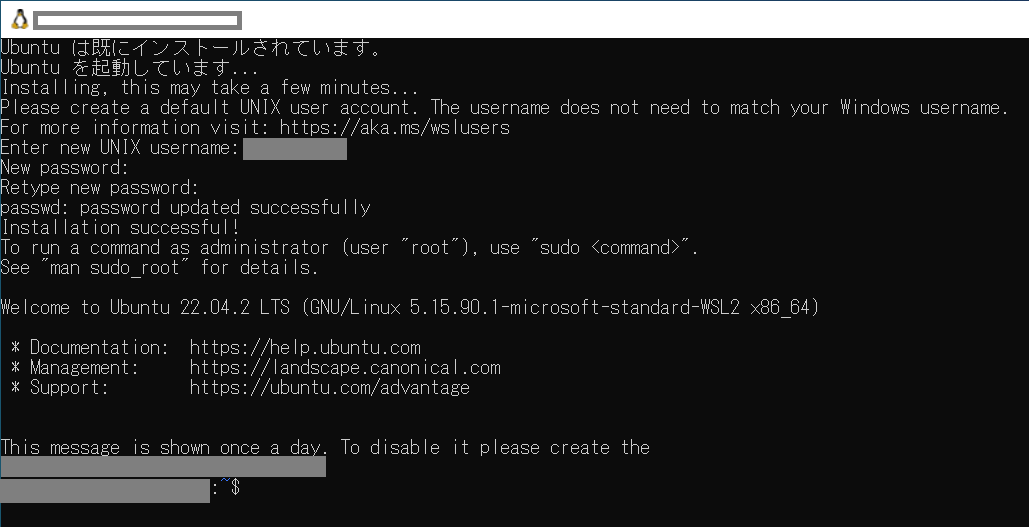 Ubuntu は既にインストールされています。
Ubuntu を起動しています...
Installing, this may take a few minutes...
Please create a default UNIX user account. The username does not need to match your Windows username.
For more information visit: https://aka.ms/wslusers
Enter new UNIX username:
New password:
Retype new password:
passwd: password updated successfully
Installation successful!
To run a command as administrator (user "root"), use "sudo <command>".
See "man sudo_root" for details.
Welcome to Ubuntu 22.04.2 LTS (GNU/Linux 5.15.90.1-microsoft-standard-WSL2 x86_64)
* Documentation:  https://help.ubuntu.com
* Management:     https://landscape.canonical.com
* Support:        https://ubuntu.com/advantage
This message is shown once a day. To disable it please create the
:~$